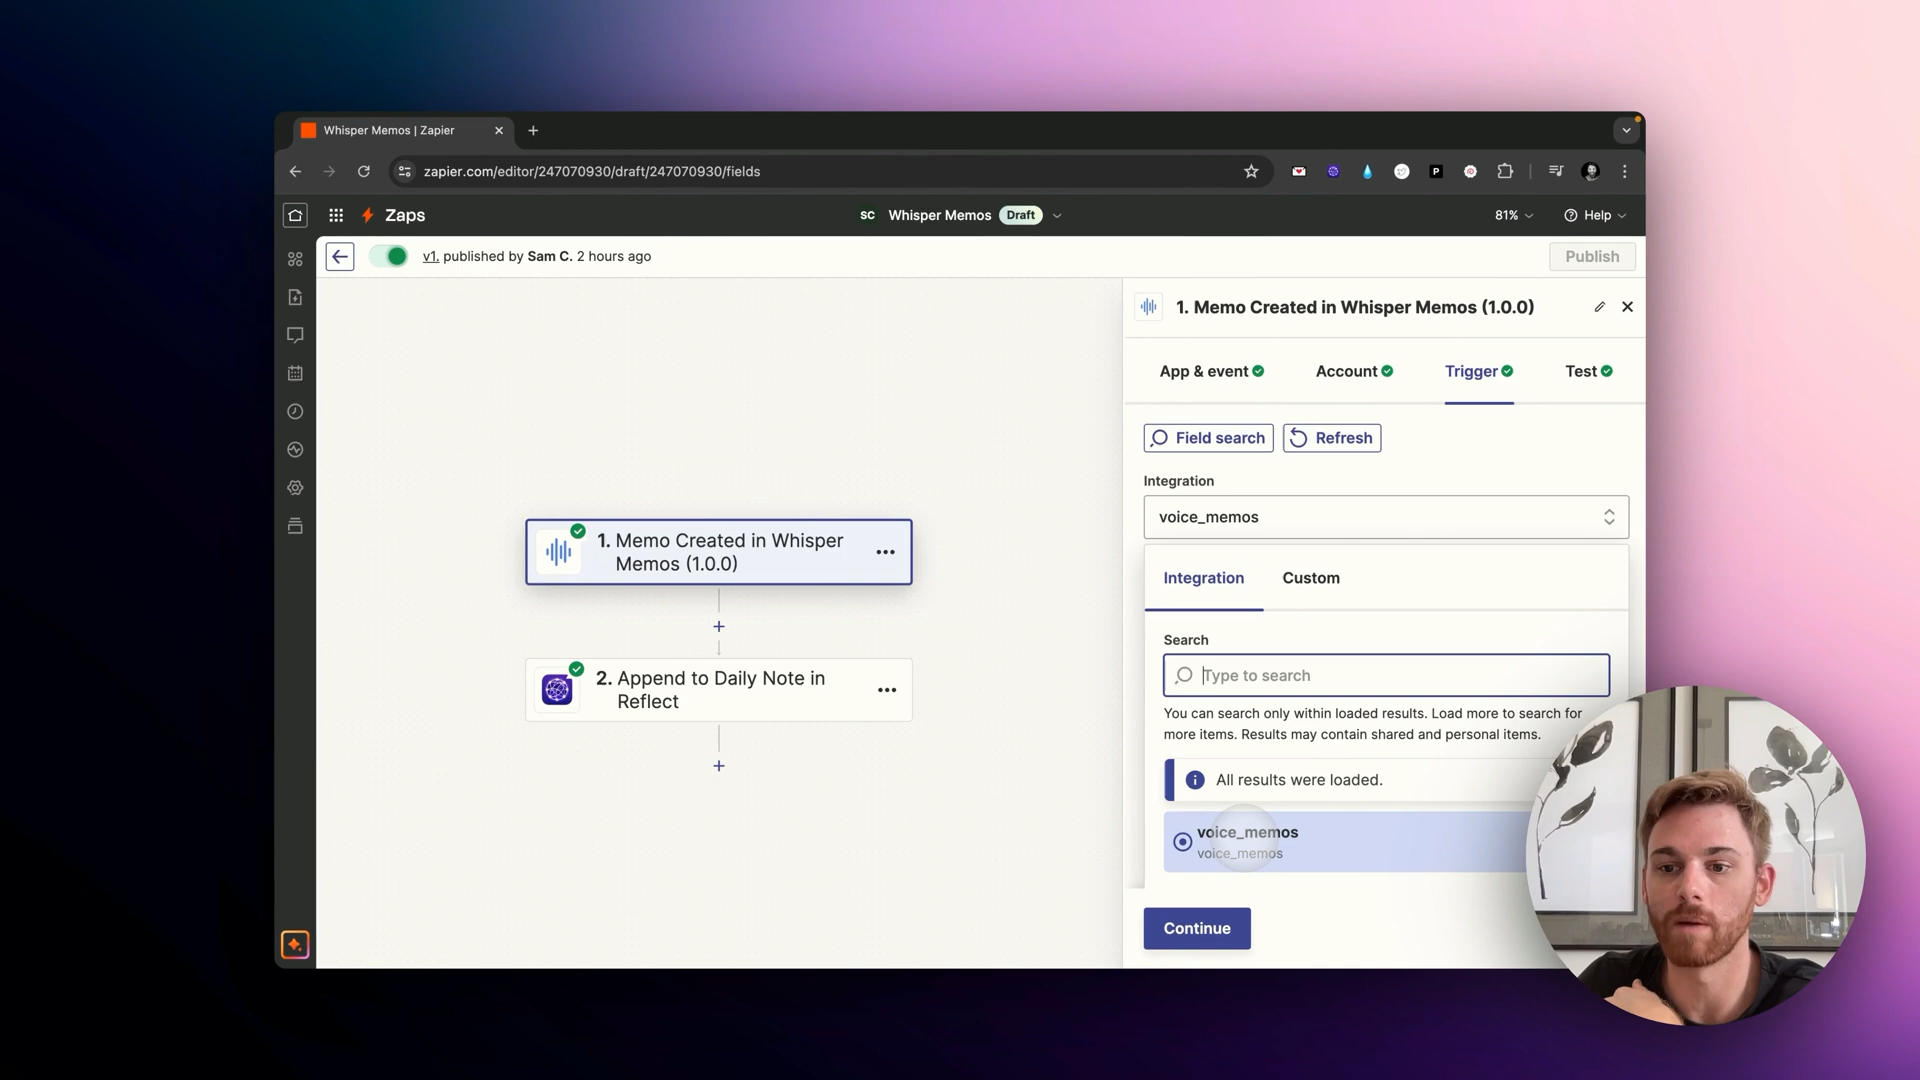 Whisper Memos | Zapier
zapier.com/editor/247070930/draft/247070930/fields
P
Zaps
SC Whisper Memos Draft
81%
Help
v1. published by Sam C. 2 hours ago
Publish
1. Memo Created in Whisper Memos (1.0.0)
App & event
Account
Trigger
Test
Field search
Refresh
Integration
voice_memos
Integration
Custom
Search
Type to search
You can search only within loaded results. Load more to search for
more items. Results may contain shared and personal items.
All results were loaded.
voice_memos
voice_memos
Continue
1. Memo Created in Whisper
Memos (1.0.0)
2. Append to Daily Note in
Reflect